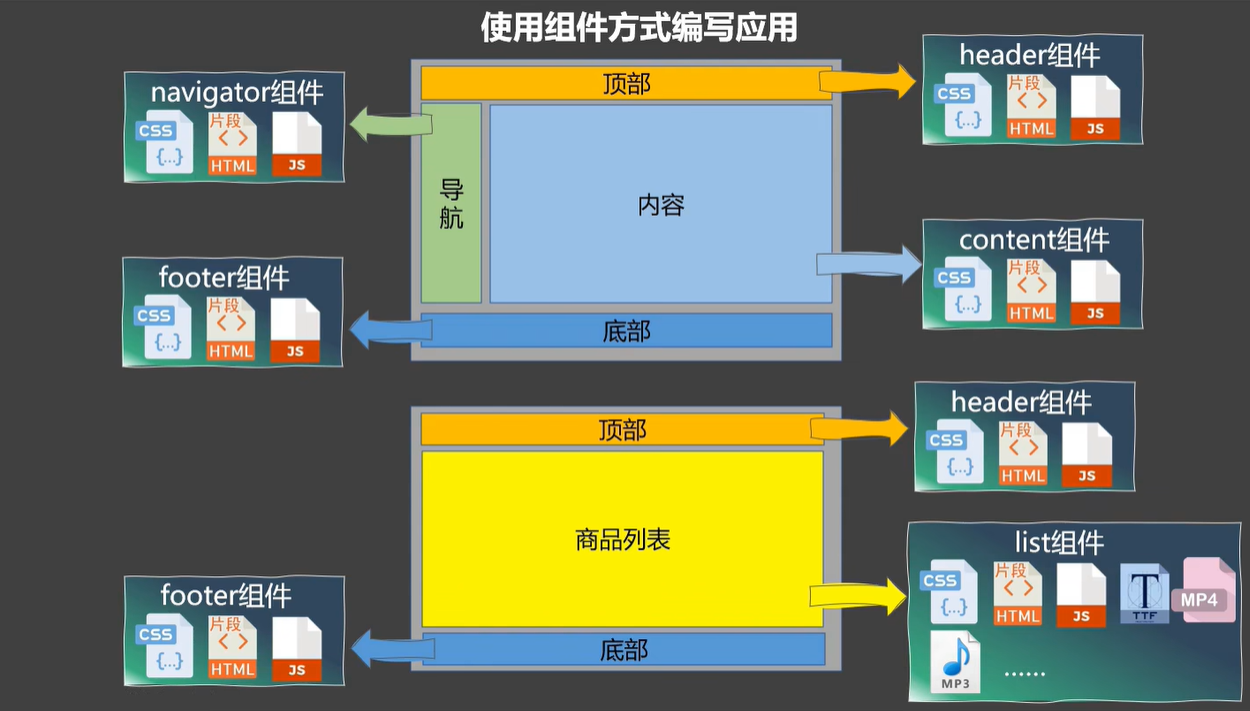 使用组件方式编写应用
navigator组件
CSS
{...}
片段
< >
HTML
JS
顶部
header组件
CSS
{...}
片段
< >
HTML
JS
导航
内容
footer组件
CSS
{...}
片段
< >
HTML
JS
底部
content组件
CSS
{...}
片段
< >
HTML
JS
顶部
header组件
CSS
{...}
片段
< >
HTML
JS
商品列表
list组件
CSS
{...}
片段
< >
HTML
JS
T
TTF
MP4
MP3
......
footer组件
CSS
{...}
片段
< >
HTML
JS
底部